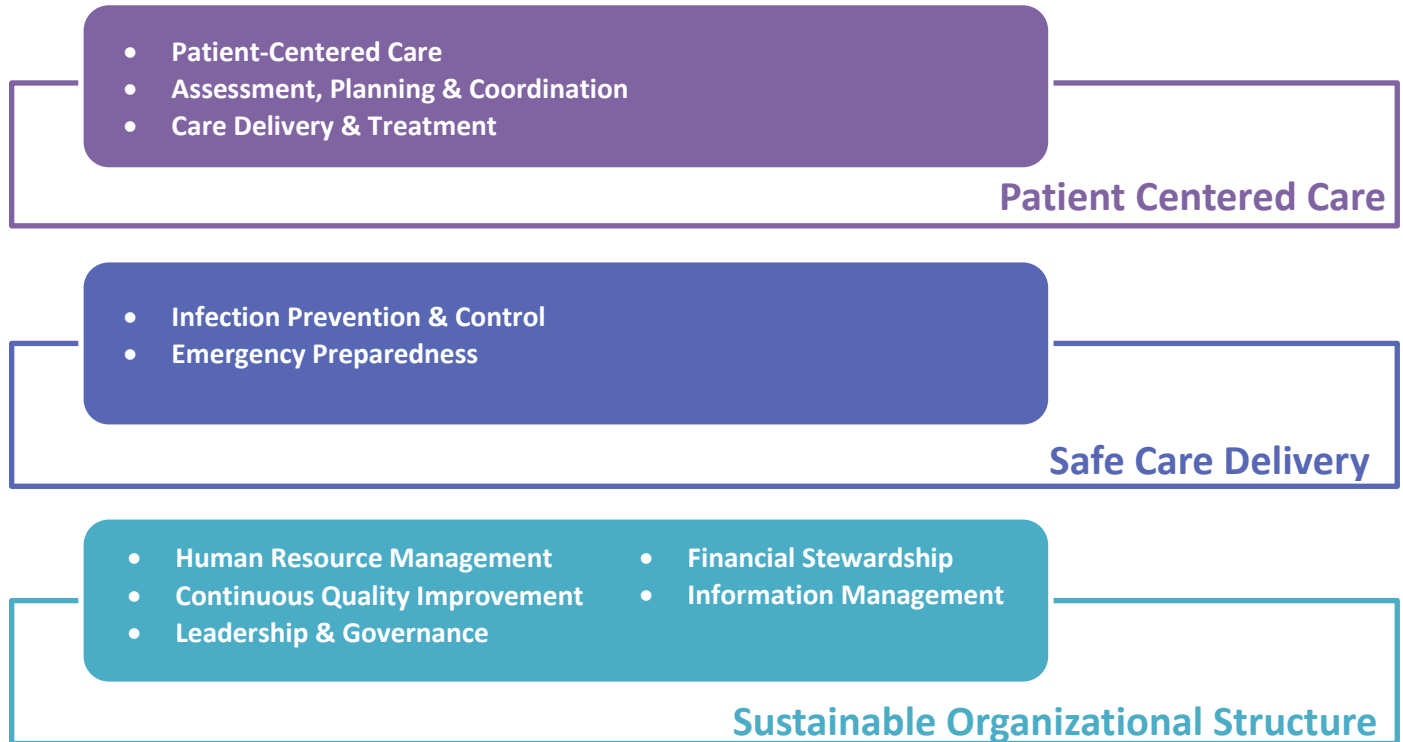 • Patient-Centered Care
• Assessment, Planning & Coordination
• Care Delivery & Treatment
Patient Centered Care
• Infection Prevention & Control
• Emergency Preparedness
Safe Care Delivery
• Human Resource Management
• Continuous Quality Improvement
• Leadership & Governance
• Financial Stewardship
• Information Management
Sustainable Organizational Structure